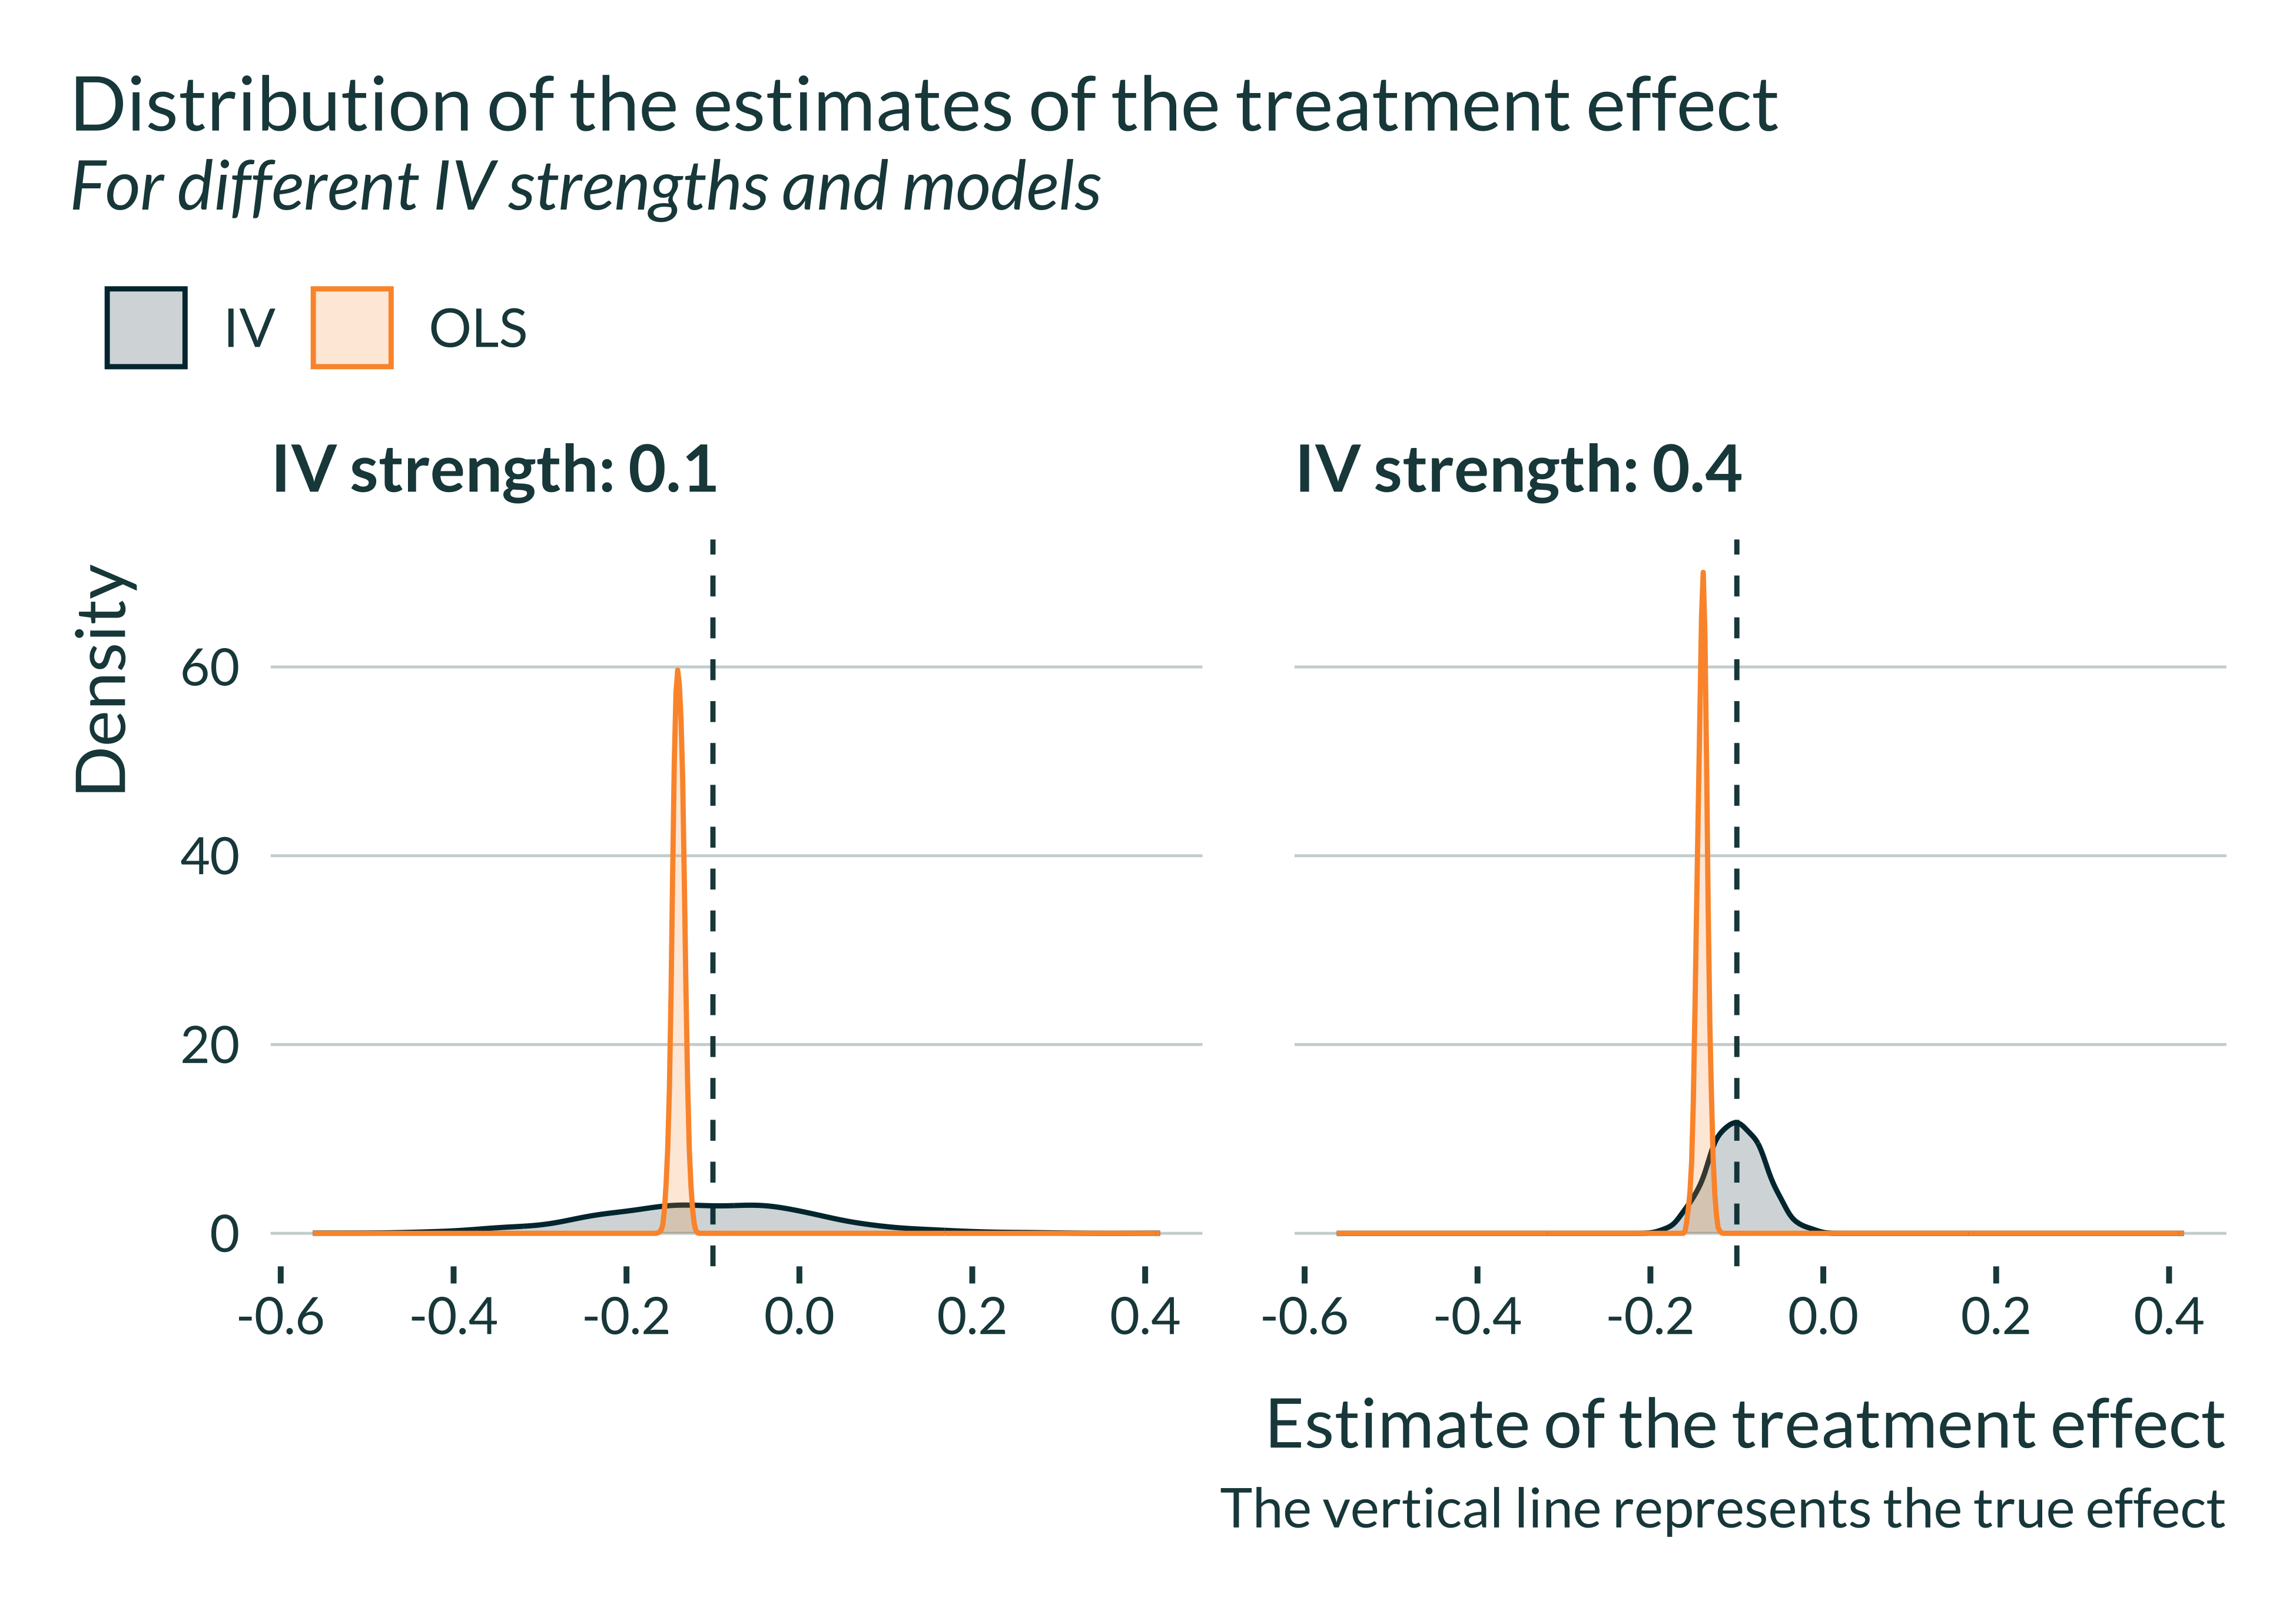 Distribution of the estimates of the treatment effect
For different IV strengths and models
IV OLS
IV strength: 0.1 IV strength: 0.4
Density
60
40
20
0
-0.6 -0.4 -0.2 0.0 0.2 0.4 -0.6 -0.4 -0.2 0.0 0.2 0.4
Estimate of the treatment effect
The vertical line represents the true effect